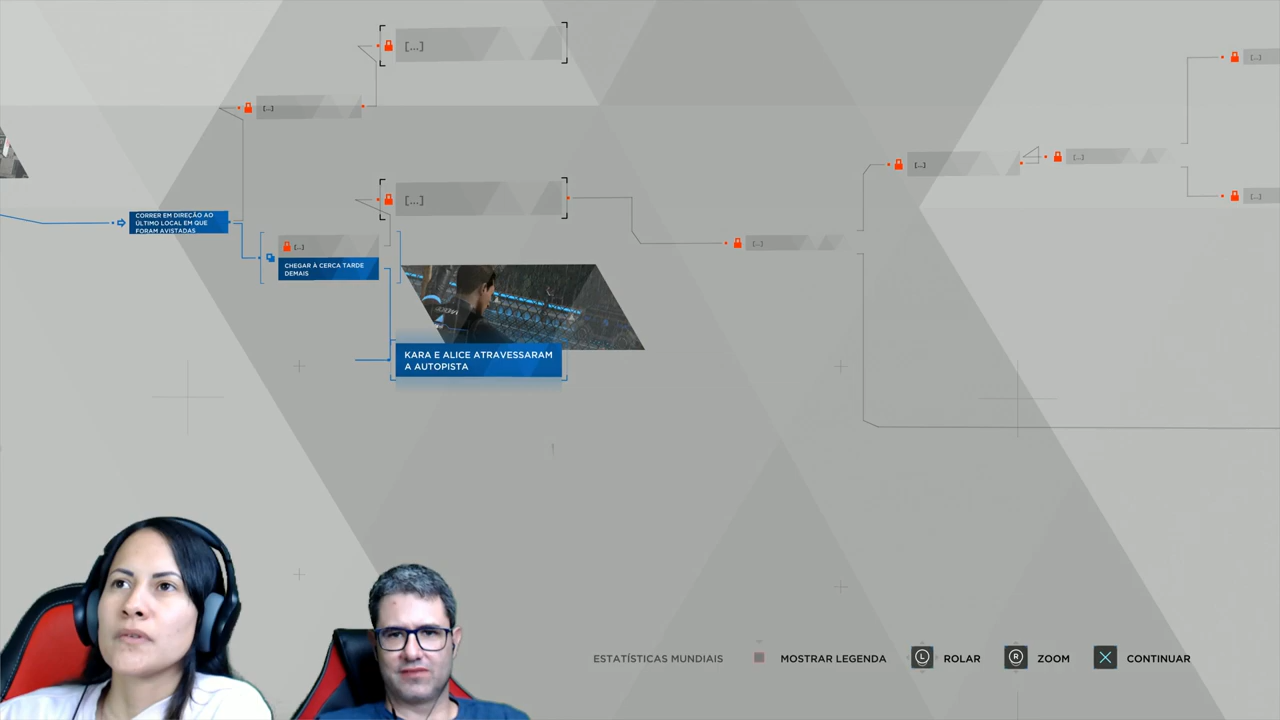 [...]
[...]
[...]
[...]
[...]
[...]
[...]
CORRER EM DIREÇÃO AO
ÚLTIMO LOCAL EM QUE
FORAM AVISTADAS
[...]
[...]
CHEGAR À CERCA TARDE
DEMAIS
KARA E ALICE ATRAVESSARAM
A AUTOPISTA
ESTATÍSTICAS MUNDIAIS
MOSTRAR LEGENDA
L
ROLAR
R
ZOOM
CONTINUAR